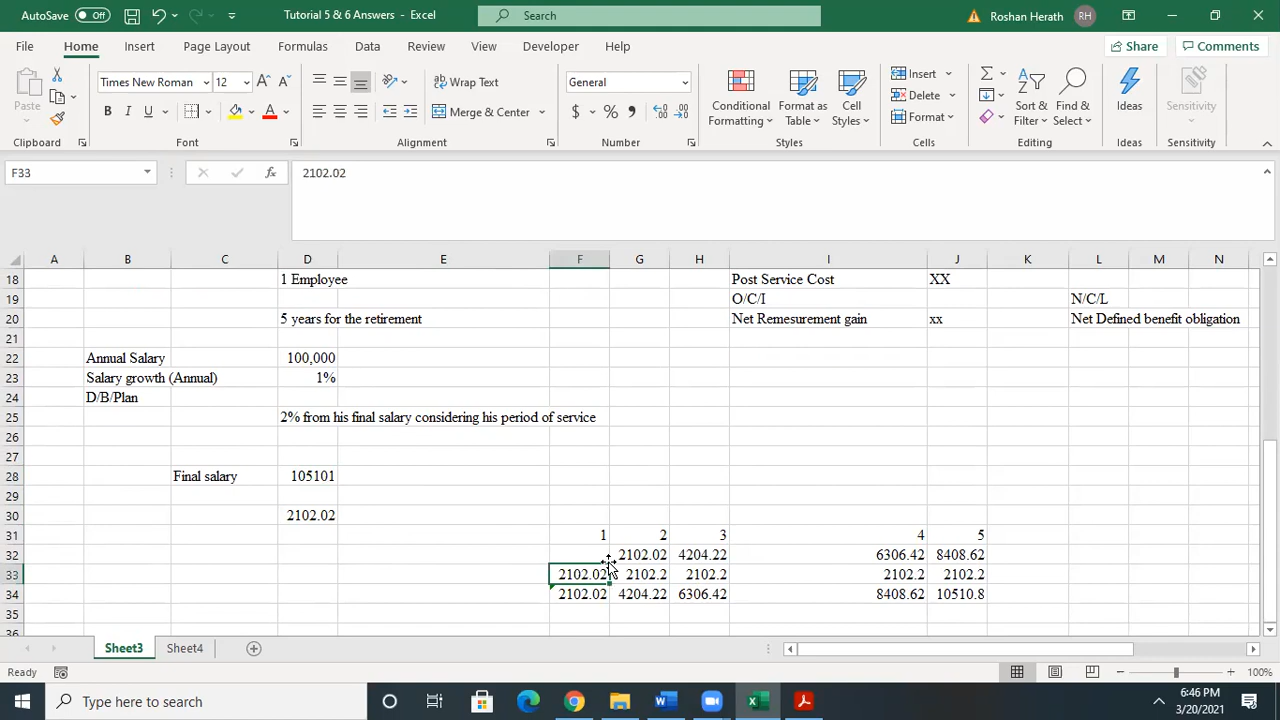 AutoSave Off Tutorial 5 & 6 Answers - Excel Search Roshan Herath RH
File Home Insert Page Layout Formulas Data Review View Developer Help Share Comments
Paste Times New Roman 12 A A Wrap Text General Conditional Formatting Format as Table Cell Styles Insert Sort & Filter Find & Select Ideas Sensitivity
B I U A Merge & Center $ % , Delete
Format
Clipboard Font Alignment Number Styles Cells Editing Ideas Sensitivity
F33 fx 2102.02
A B C D E F G H I J K L M N
18 1 Employee Post Service Cost XX
19 O/C/I N/C/L
20 5 years for the retirement Net Remesurement gain xx Net Defined benefit obligation
21
22 Annual Salary 100,000
23 Salary growth (Annual) 1%
24 D/B/Plan
25 2% from his final salary considering his period of service
26
27
28 Final salary 105101
29
30 2102.02
31 1 2 3 4 5
32 2102.02 4204.22 6306.42 8408.62
33 2102.02 2102.2 2102.2 2102.2 2102.2
34 2102.02 4204.22 6306.42 8408.62 10510.8
35
36
Sheet3 Sheet4
Ready 100%
Type here to search 6:46 PM
3/20/2021